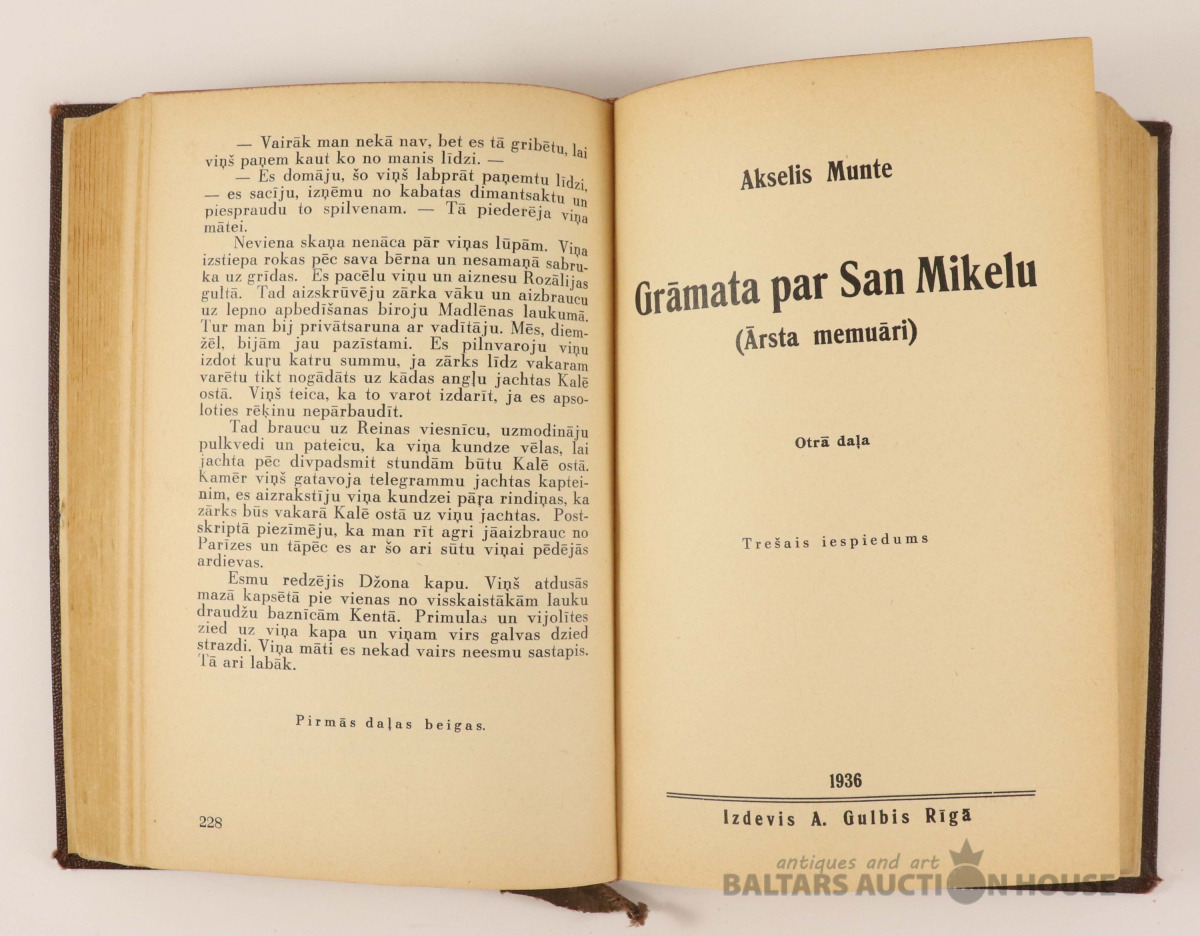 — Vairāk man nekā nav, bet es tā gribētu, lai
viņš paņem kaut ko no manis līdzi. —
— Es domāju, šo viņš labprāt paņemtu līdzi,
— es sacīju, izņēmu no kabatas dimantsaktu un
piespraudu to spilvenam. — Tā piederēja viņa
mātei.
Neviena skaņa nenāca pār viņas lūpām. Viņa
izstiepa rokas pēc sava bērna un nesamaņā sabru-
ka uz grīdas. Es pacēlu viņu un aiznesu Rozālijas
gultā. Tad aizskrūvēju zārka vāku un aizbraucu
uz lepno apbedīšanas biroju Madlēnas laukumā.
Tur man bij privātsaruna ar vadītāju. Mēs, diem-
žēl, bijām jau pazīstami. Es pilnvaroju viņu
izdot kuŗu katru summu, ja zārks līdz vakaram
varētu tikt nogādāts uz kādas angļu jachtas Kalē
ostā. Viņš teica, ka to varot izdarīt, ja es apso-
loties rēķinu nepārbaudīt.
Tad braucu uz Reinas viesnīcu, uzmodināju
pulkvedi un pateicu, ka viņa kundze vēlas, lai
jachta pēc divpadsmit stundām būtu Kalē ostā.
Kamēr viņš gatavoja telegrammu jachtas kaptei-
nim, es aizrakstīju viņa kundzei pāŗa rindiņas, ka
zārks būs vakarā Kalē ostā uz viņu jachtas. Post-
skriptā piezīmēju, ka man rīt agri jāaizbrauc no
Parīzes un tāpēc es ar šo ari sūtu viņai pēdējās
ardievas.
Esmu redzējis Džona kapu. Viņš atdusās
mazā kapsētā pie vienas no visskaistākām lauku
draudžu baznīcām Kentā. Primulas un vijolītes
zied uz viņa kapa un viņam virs galvas dzied
strazdi. Viņa māti es nekad vairs neesmu sastapis.
Tā ari labāk.
Pirmās daļas beigas.
228
Akselis Munte
Grāmata par San Mikelu
(Ārsta memuāri)
Otrā daļa
Trešais iespiedums
1936
Izdevis A. Gulbis Rīgā
antiques and art
BALTARS AUCTION HOUSE